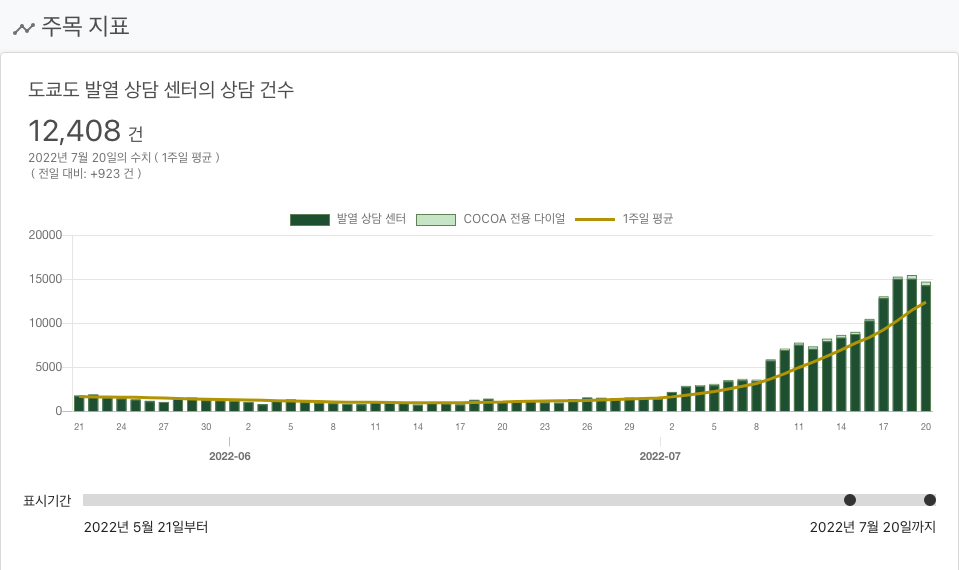 주목 지표
도쿄도 발열 상담 센터의 상담 건수
12,408 건
2022년 7월 20일의 수치 ( 1주일 평균 )
( 전일 대비: +923 건 )
발열 상담 센터 COCOA 전용 다이얼 1주일 평균
20000
15000
10000
5000
0
21 24 27 30 2 5 8 11 14 17 20 23 26 29 2 5 8 11 14 17 20
2022-06 2022-07
표시기간
2022년 5월 21일부터 2022년 7월 20일까지